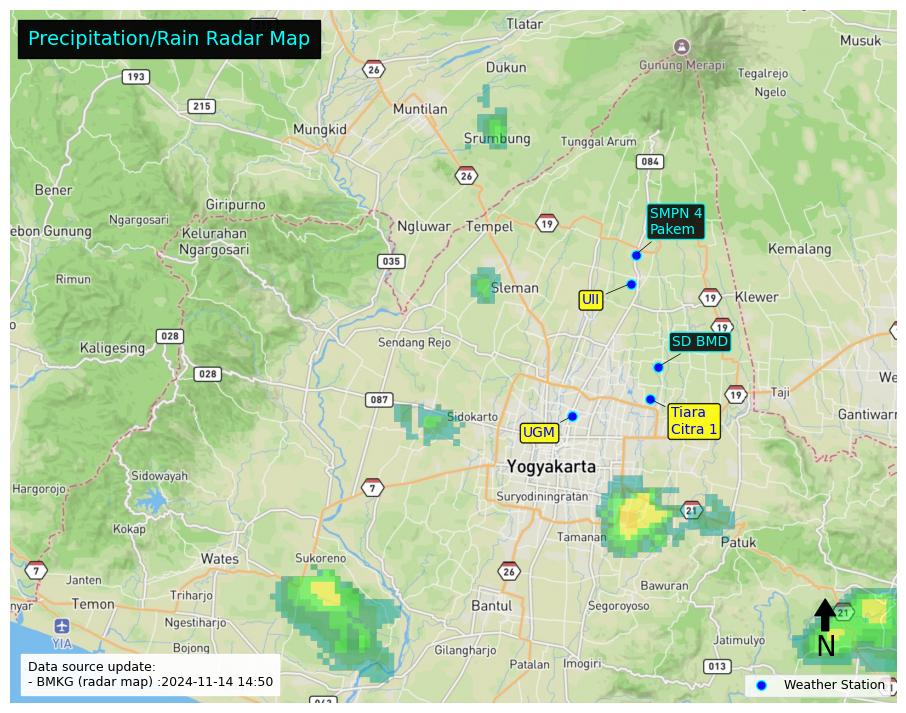 Precipitation/Rain Radar Map
Tlatar
Musuk
26
Dukun
Gunung Merapi
193
Tegalrejo
215
Ngelo
Muntilan
Mungkid
Srumbung
Tunggal Arum
084
26
Bener
Giripurno
SMPN 4
Pakem
Ngargosari
Ngluwar
Tempel
19
ebon Gunung
Kelurahan
Ngargosari
Kemalang
035
Rimun
Sleman
UII
19
Klewer
19
028
Sendang Rejo
SD BMD
Kaligesing
028
We
087
19
Taji
Sidokarto
Tiara
Citra 1
Gantiwarr
UGM
Yogyakarta
Sidowayah
Hargorojo
7
Suryodiningratan
21
Kokap
Tamanan
Patuk
Wates
Sukoreno
7
26
Janten
Bawuran
nyar
Temon
Triharjo
Bantul
Segoroyoso
21
Ngestiharjo
YIA
Jatimulyo
N
Bojong
Gilangharjo
Patalan
Imogiri
013
Data source update:
- BMKG (radar map) :2024-11-14 14:50
Weather Station